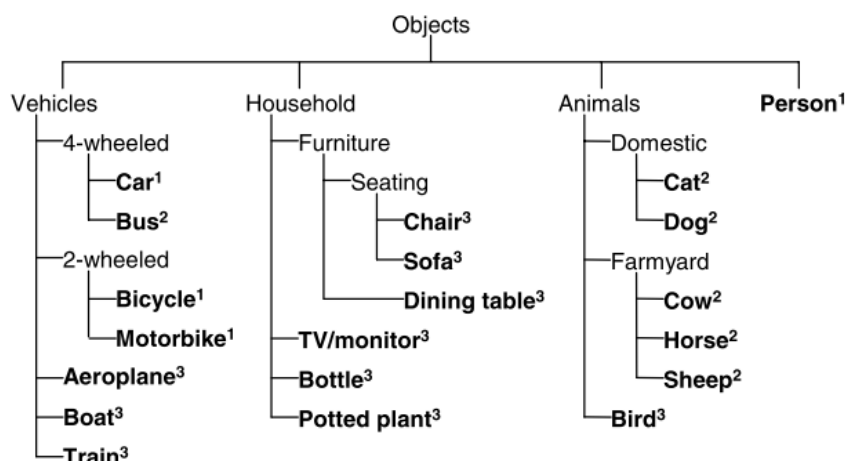 Objects
Vehicles
4-wheeled
Car¹
Bus²
2-wheeled
Bicycle¹
Motorbike¹
Aeroplane³
Boat³
Train³
Household
Furniture
Seating
Chair³
Sofa³
Dining table³
TV/monitor³
Bottle³
Potted plant³
Animals
Domestic
Cat²
Dog²
Farmyard
Cow²
Horse²
Sheep²
Bird³
Person¹